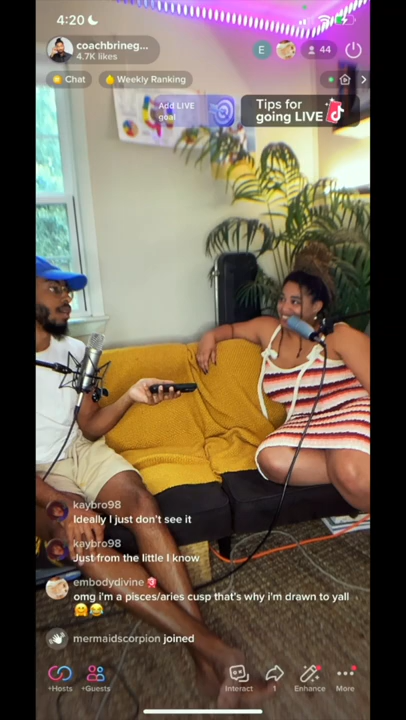 4:20
coachbrineg...
4.7K likes
E
44
Chat
Weekly Ranking
Add LIVE
goal
Tips for
going LIVE
kaybro98
Ideally I just don't see it
kaybro98
Just from the little I know
embodydivine
omg i'm a pisces/aries cusp that's why i'm drawn to yall
mermaidscorpion joined
+Hosts
+Guests
Interact
1
Enhance
More